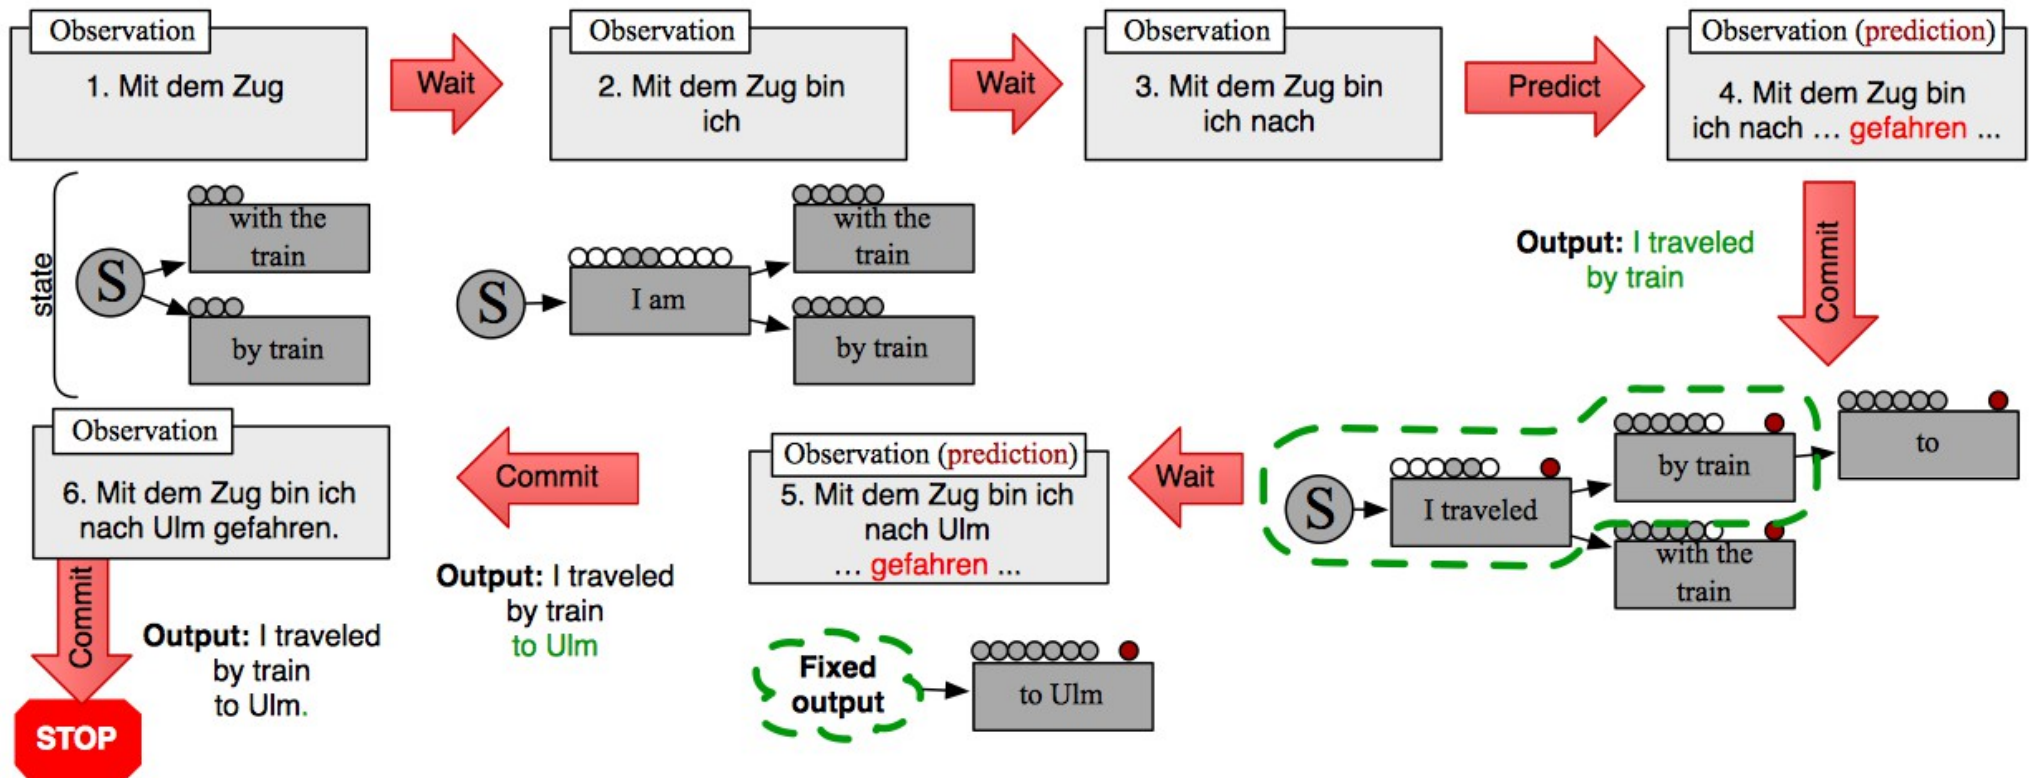 Observation
1. Mit dem Zug
Wait
Observation
2. Mit dem Zug bin
ich
Wait
Observation
3. Mit dem Zug bin
ich nach
Predict
Observation (prediction)
4. Mit dem Zug bin
ich nach ... gefahren ...
state
S
with the
train
by train
S
I am
with the
train
by train
Output: I traveled
by train
Commit
S
I traveled
by train
with the
train
to
Wait
Observation (prediction)
5. Mit dem Zug bin ich
nach Ulm
... gefahren ...
Fixed
output
to Ulm
Commit
Output: I traveled
by train
to Ulm
Observation
6. Mit dem Zug bin ich
nach Ulm gefahren.
Commit
Output: I traveled
by train
to Ulm.
STOP